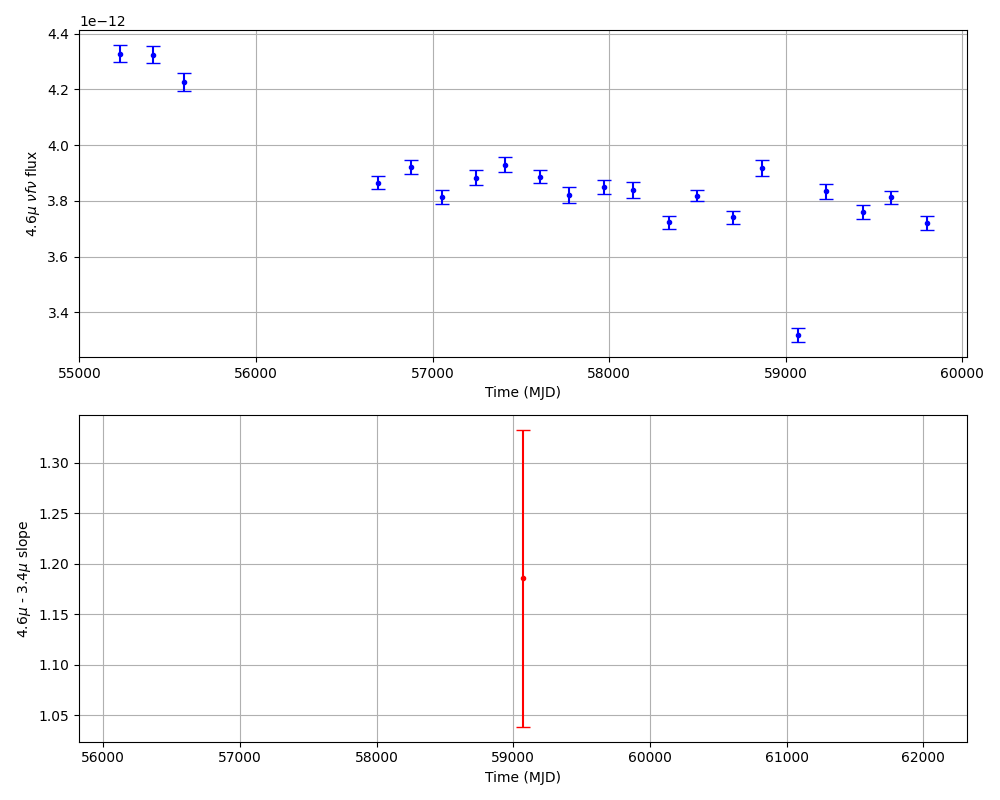 1e−12
4.4
4.2
4.0
3.8
3.6
3.4
4.6μ νfν flux
55000 56000 57000 58000 59000 60000
Time (MJD)
1.30
1.25
1.20
1.15
1.10
1.05
4.6μ - 3.4μ slope
56000 57000 58000 59000 60000 61000 62000
Time (MJD)